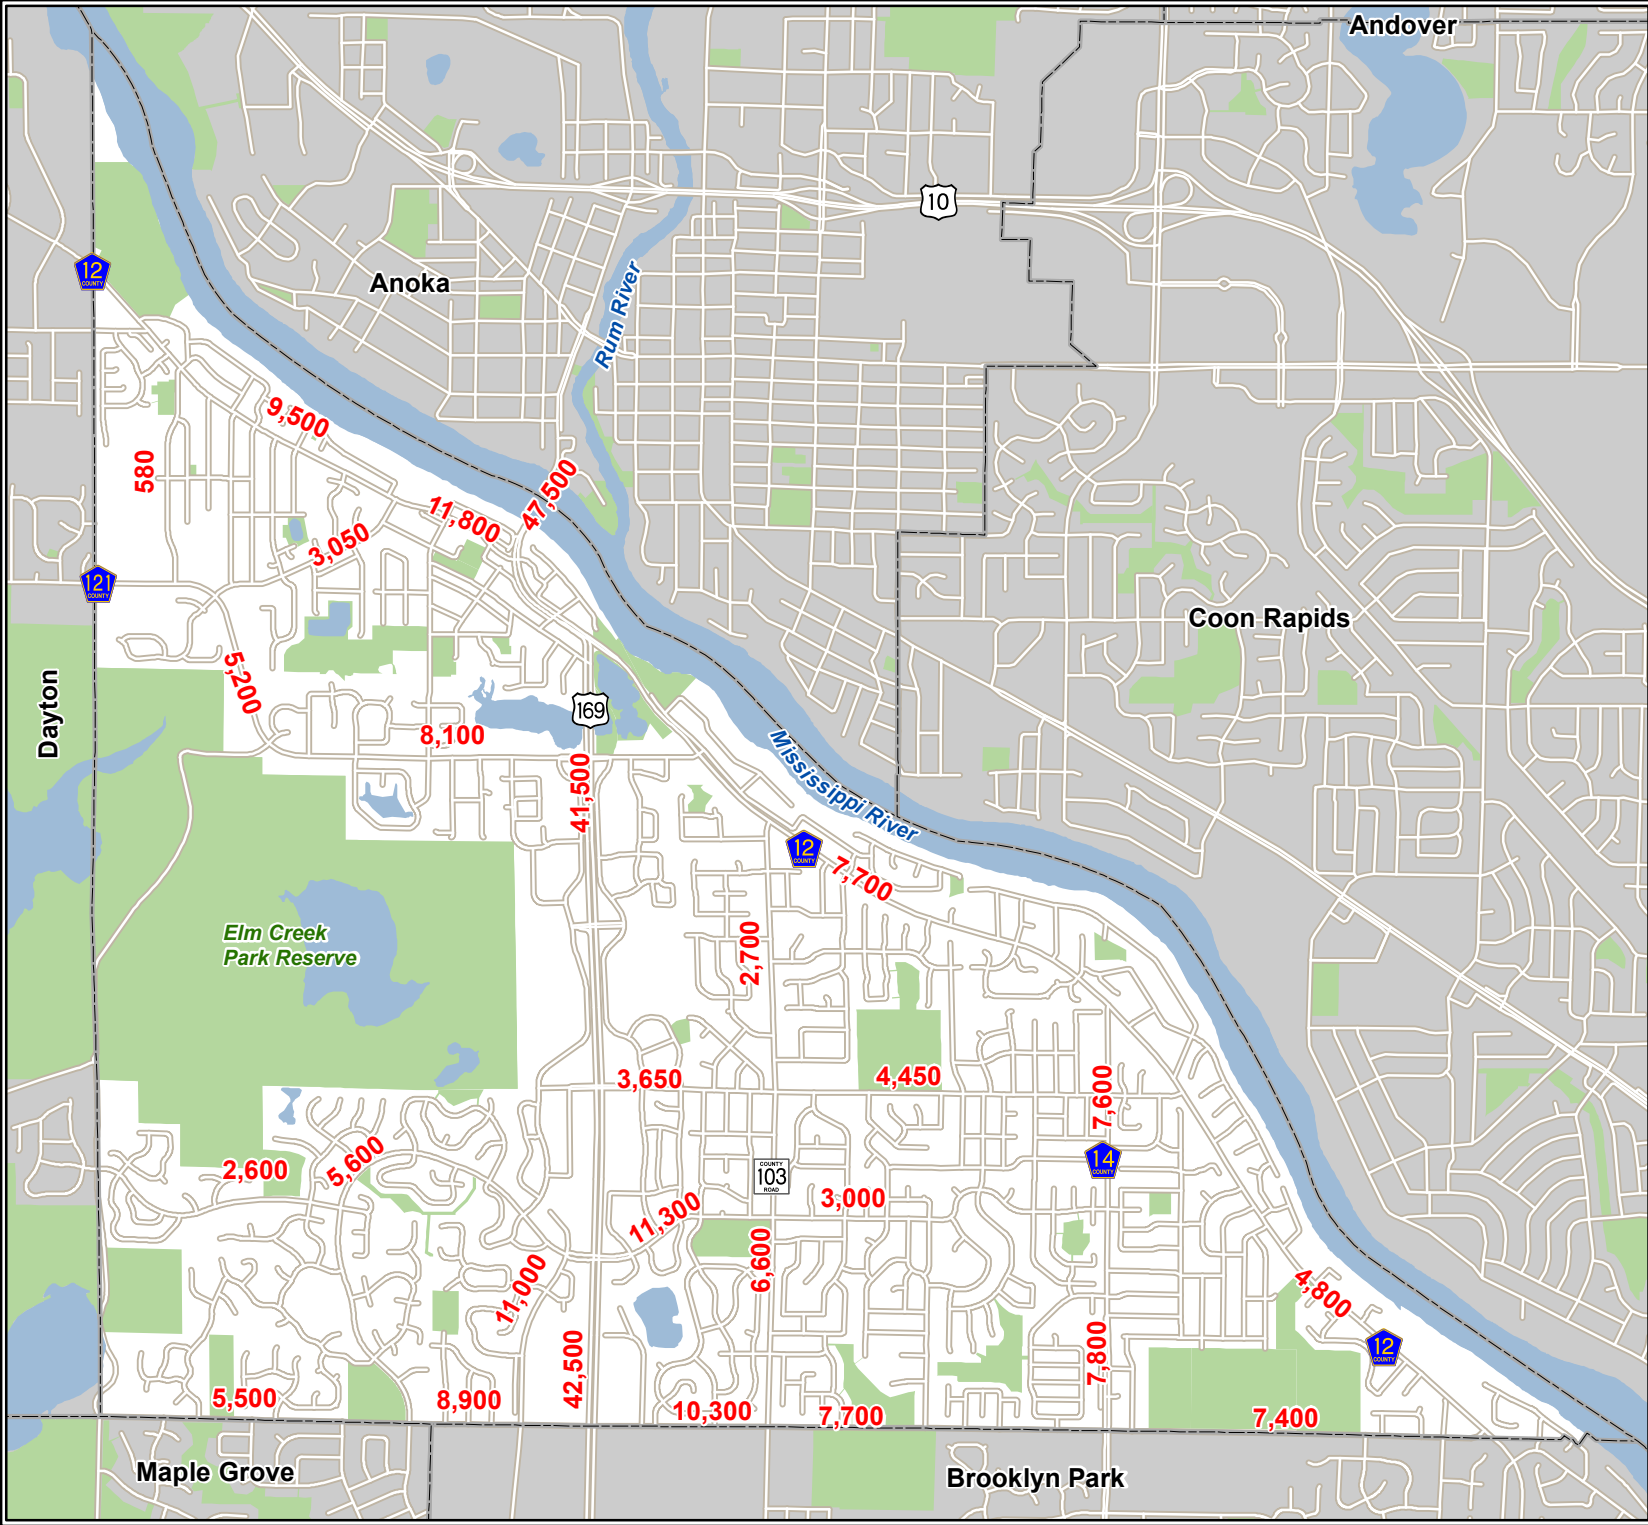 Andover
10
12
COUNTY
Anoka
Rum River
9,500
580
47,500
11,800
3,050
121
COUNTY
Coon Rapids
5,200
Dayton
169
8,100
Mississippi River
41,500
12
COUNTY
7,700
Elm Creek
Park Reserve
2,700
3,650
4,450
7,600
5,600
2,600
COUNTY
103
ROAD
14
COUNTY
3,000
11,300
6,600
11,000
4,800
12
COUNTY
42,500
7,800
5,500
8,900
10,300
7,700
7,400
Maple Grove
Brooklyn Park